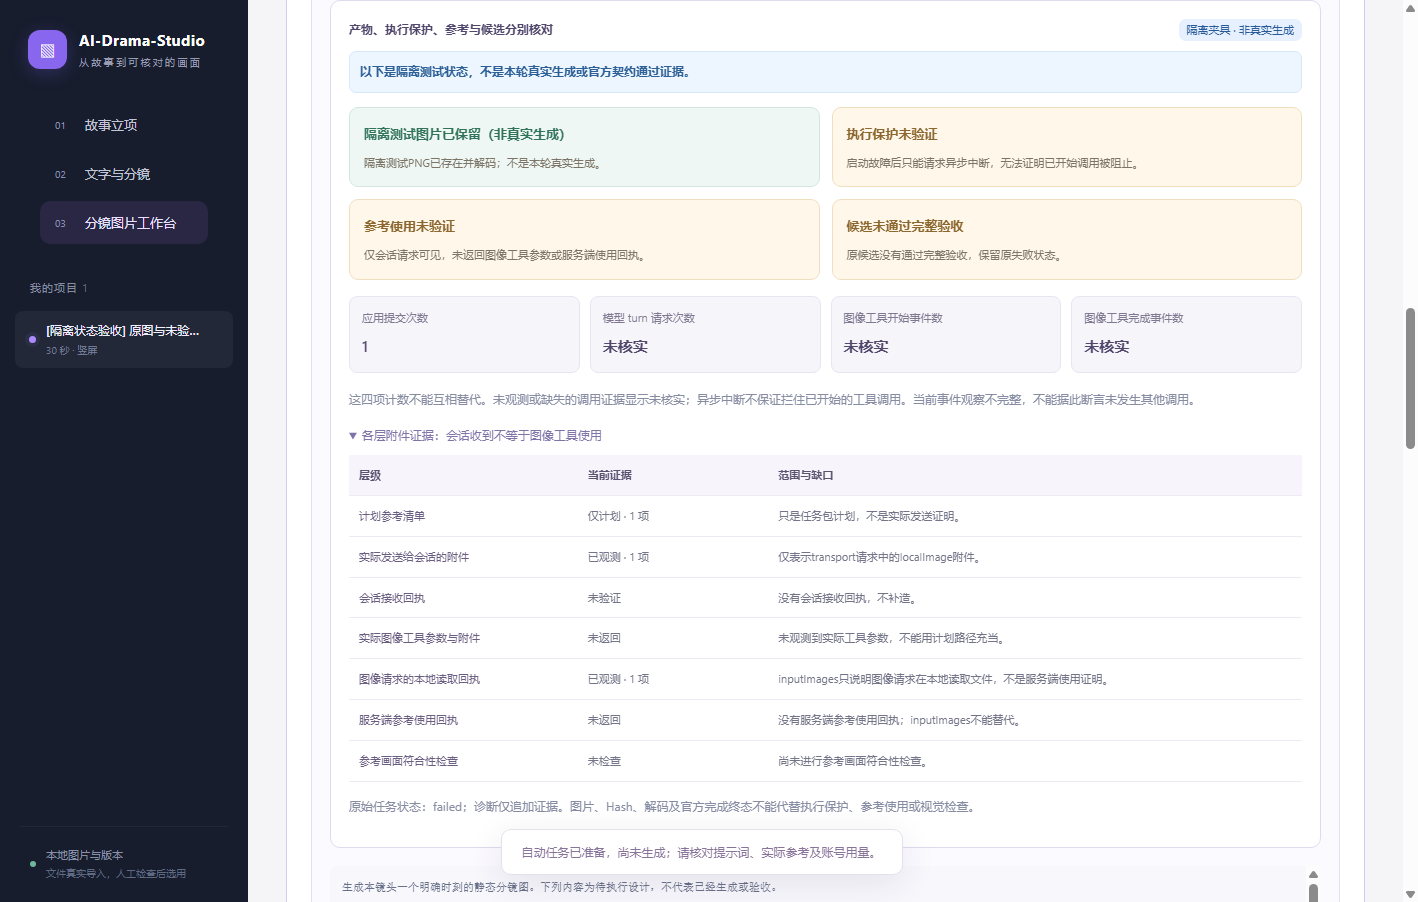 AI-Drama-Studio
从故事到可核对的画面
01 故事立项
02 文字与分镜
03 分镜图片工作台
我的项目 1
[隔离状态验收] 原图与未验...
30 秒 · 竖屏
本地图片与版本
文件真实导入，人工检查后选用
产物、执行保护、参考与候选分别核对
隔离夹具 · 非真实生成
以下是隔离测试状态，不是本轮真实生成或官方契约通过证据。
隔离测试图片已保留（非真实生成）
隔离测试PNG已存在并解码；不是本轮真实生成。
执行保护未验证
启动故障后只能请求异步中断，无法证明已开始调用被阻止。
参考使用未验证
仅会话请求可见，未返回图像工具参数或服务端使用回执。
候选未通过完整验收
原候选没有通过完整验收，保留原失败状态。
应用提交次数
1
模型 turn 请求次数
未核实
图像工具开始事件数
未核实
图像工具完成事件数
未核实
这四项计数不能互相替代。未观测或缺失的调用证据显示未核实；异步中断不保证拦住已开始的工具调用。当前事件观察不完整，不能据此断言未发生其他调用。
▼ 各层附件证据：会话收到不等于图像工具使用
层级 当前证据 范围与缺口
计划参考清单 仅计划 · 1 项 只是任务包计划，不是实际发送证明。
实际发送给会话的附件 已观测 · 1 项 仅表示transport请求中的localImage附件。
会话接收回执 未验证 没有会话接收回执，不补造。
实际图像工具参数与附件 未返回 未观测到实际工具参数，不能用计划路径充当。
图像请求的本地读取回执 已观测 · 1 项 inputImages只说明图像请求在本地读取文件，不是服务端使用证明。
服务端参考使用回执 未返回 没有服务端参考使用回执；inputImages不能替代。
参考画面符合性检查 未检查 尚未进行参考画面符合性检查。
原始任务状态：failed；诊断仅追加证据。图片、Hash、解码及官方完成终态不能代替执行保护、参考使用或视觉检查。
自动任务已准备，尚未生成；请核对提示词、实际参考及账号用量。
生成本镜头一个明确时刻的静态分镜图。下列内容为待执行设计，不代表已经生成或验收。